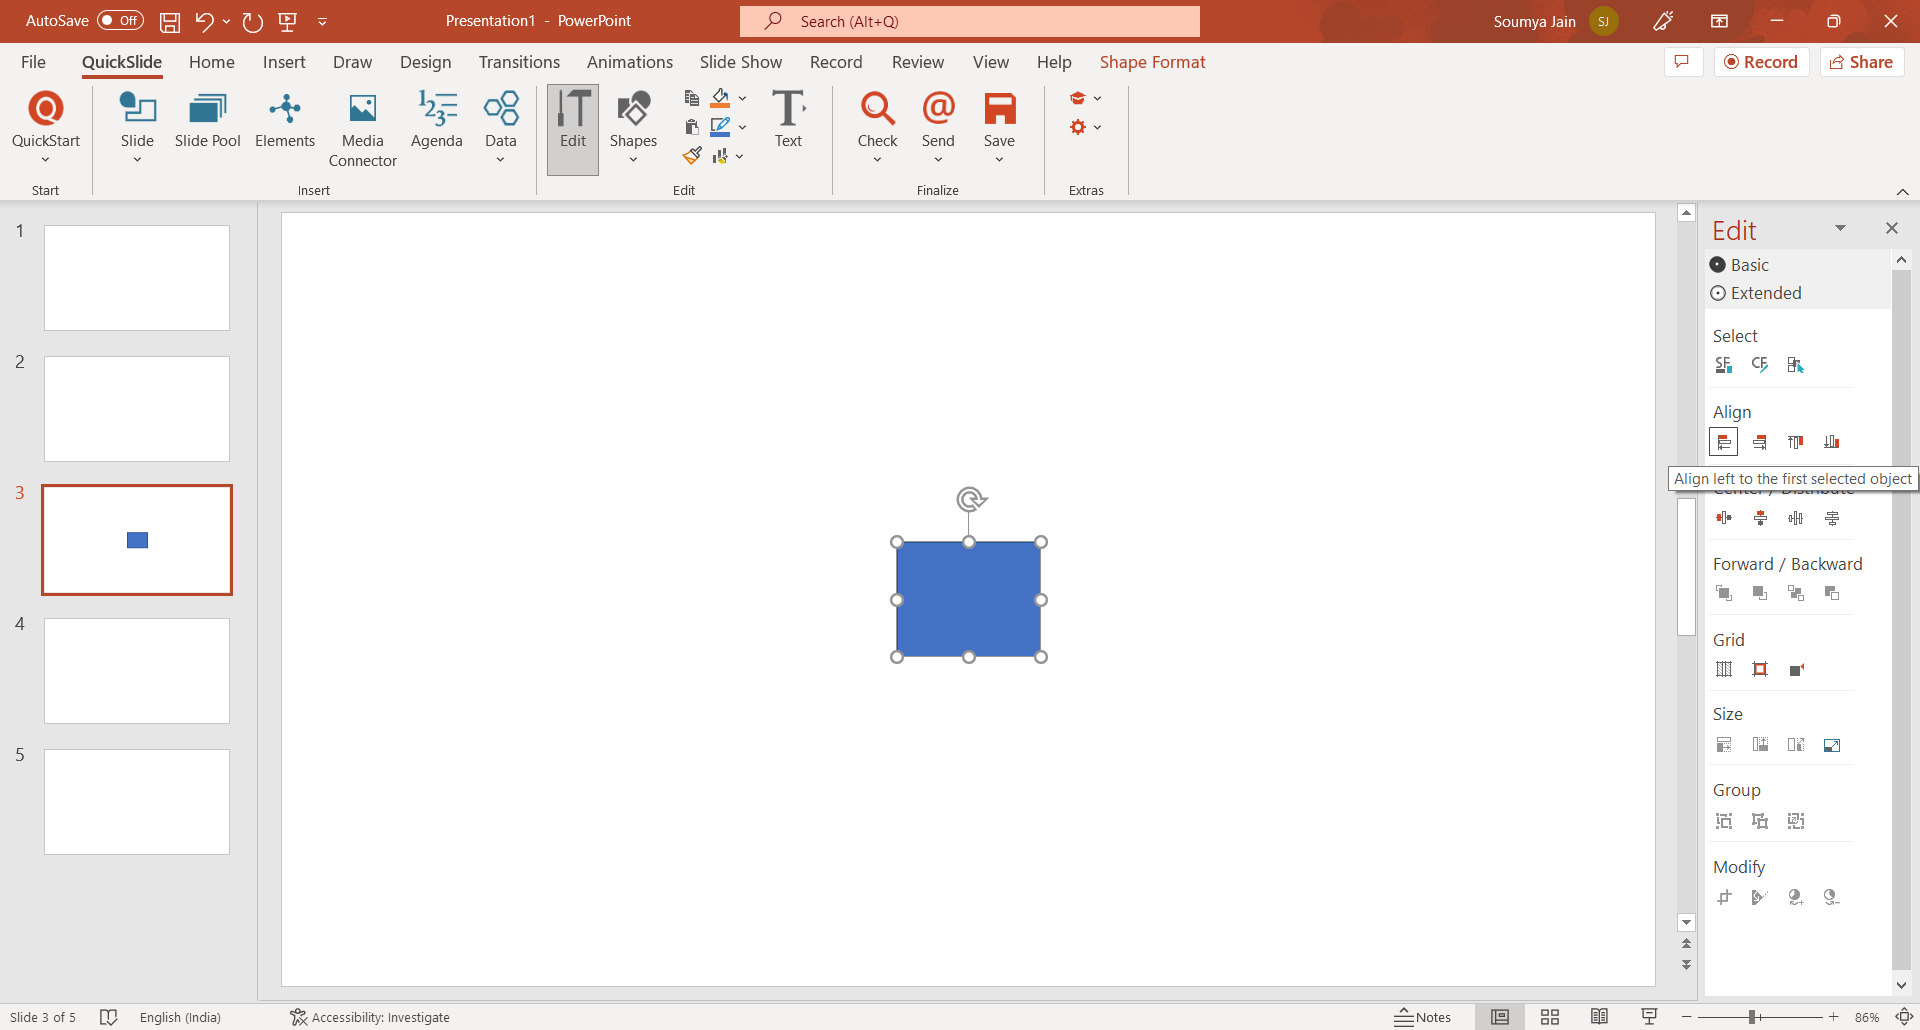 AutoSave Off
Presentation1 - PowerPoint
Search (Alt+Q)
Soumya Jain SJ
File QuickSlide Home Insert Draw Design Transitions Animations Slide Show Record Review View Help Shape Format
Record Share
QuickStart
Slide
Slide Pool
Elements
Media
Connector
Agenda
Data
Edit
Shapes
Text
Check
Send
Save
Start Insert Edit Finalize Extras
1
2
3
4
5
Edit
Basic
Extended
Select
SF CF
Align
Align left to the first selected object
Center / Distribute
Forward / Backward
Grid
Size
Group
Modify
Slide 3 of 5 English (India) Accessibility: Investigate Notes 86%